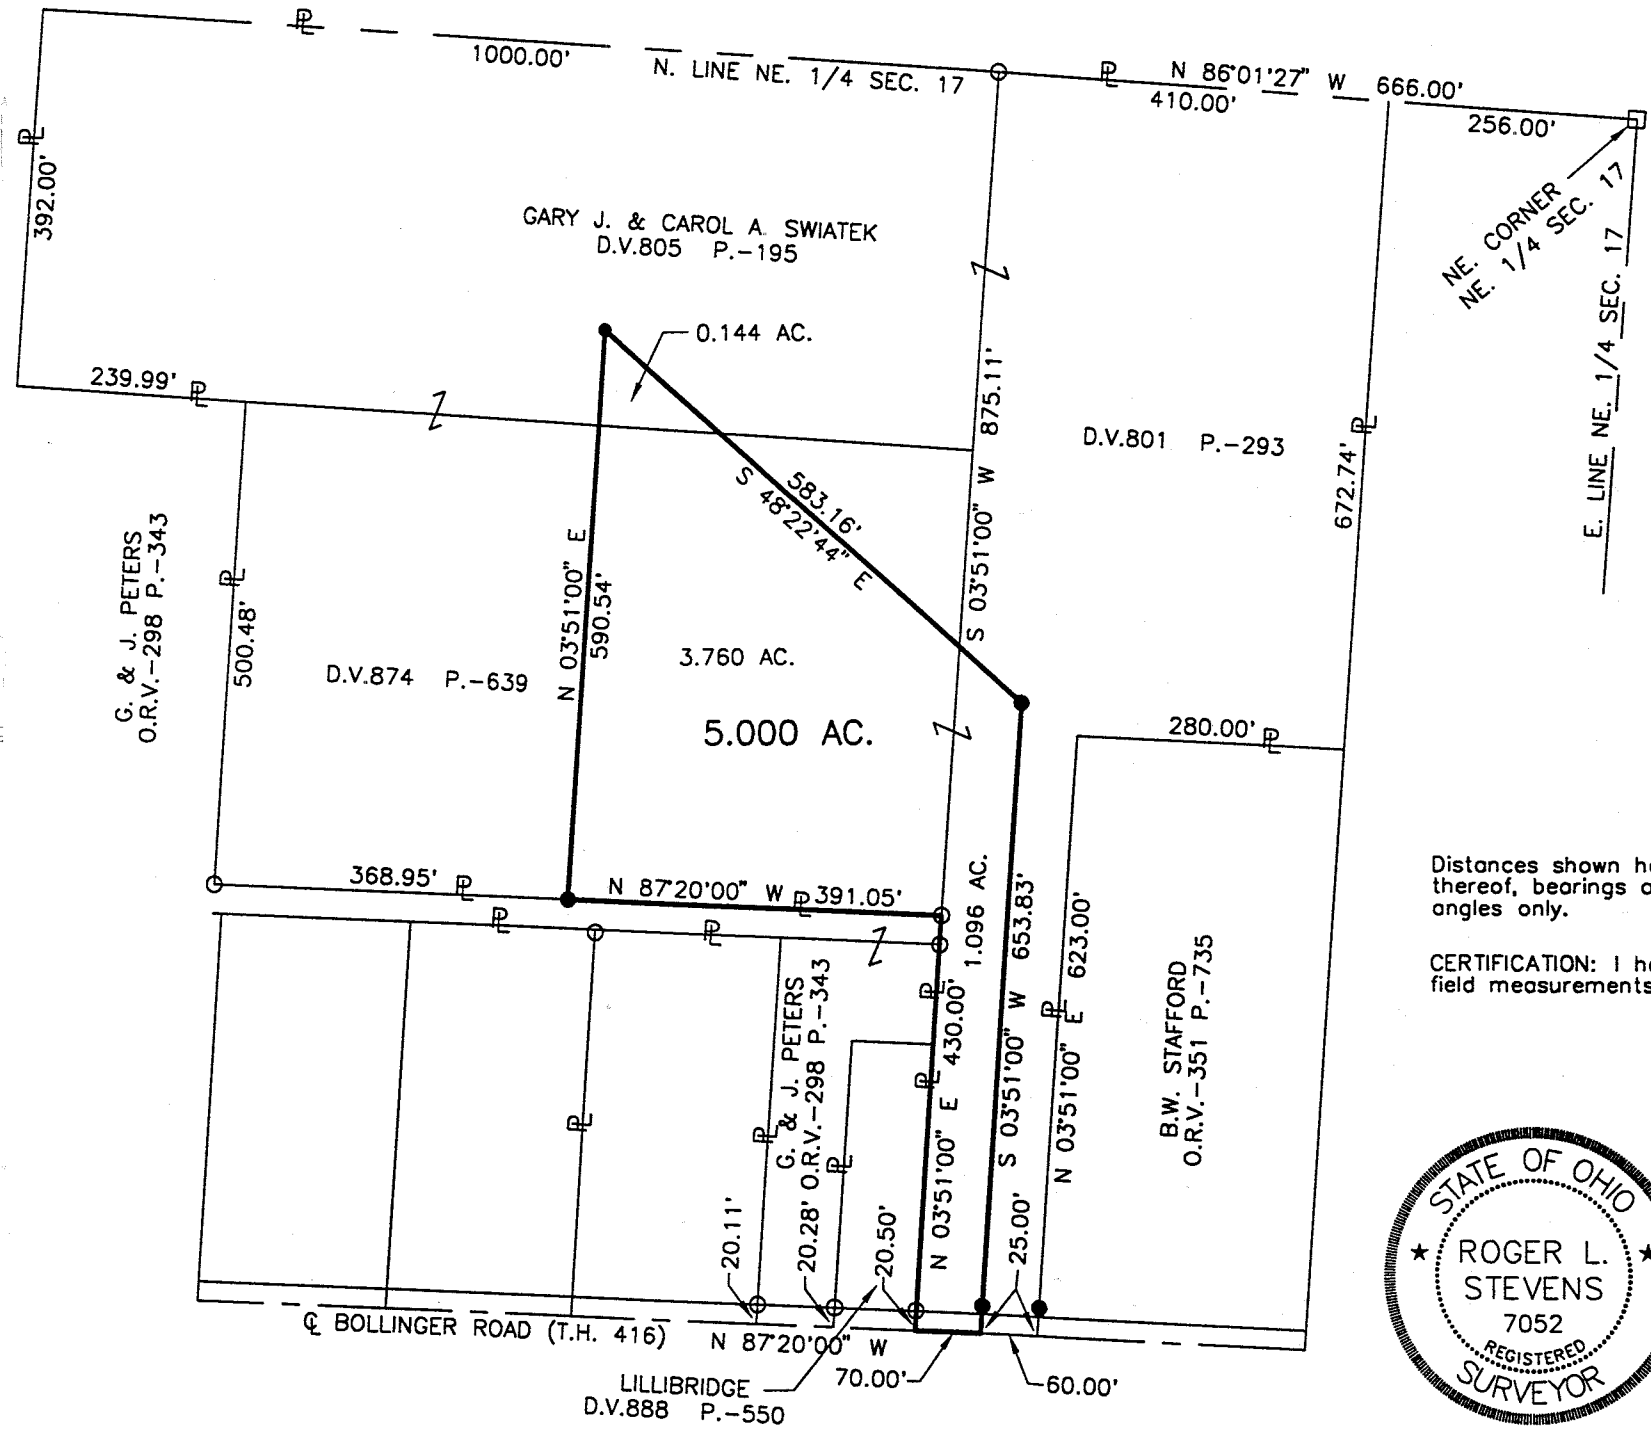 1000.00'
N. LINE NE. 1/4 SEC. 17
N 86°01'27" W 666.00'
410.00'
256.00'
NE. CORNER
NE. 1/4 SEC. 17
E. LINE NE. 1/4 SEC. 17
392.00'
GARY J. & CAROL A. SWIATEK
D.V.805 P.-195
0.144 AC.
239.99'
S 03°51'00" W 875.11'
D.V.801 P.-293
672.74'
583.16'
S 48°22'44" E
G. & J. PETERS
O.R.V.-298 P.-343
500.48'
D.V.874 P.-639
N 03°51'00" E
590.54'
3.760 AC.
5.000 AC.
280.00'
368.95'
N 87°20'00" W 391.05'
1.096 AC.
S 03°51'00" W 653.83'
N 03°51'00" E 623.00'
N 03°51'00" E 430.00'
B.W. STAFFORD
O.R.V.-351 P.-735
G. & J. PETERS
O.R.V.-298 P.-343
20.11'
20.28'
20.50'
25.00'
℄ BOLLINGER ROAD (T.H. 416)
N 87°20'00" W
LILLIBRIDGE
D.V.888 P.-550
70.00'
60.00'
Distances shown
thereof, bearings
angles only.
CERTIFICATION: I
field measurements
STATE OF OHIO
ROGER L.
STEVENS
7052
REGISTERED
SURVEYOR